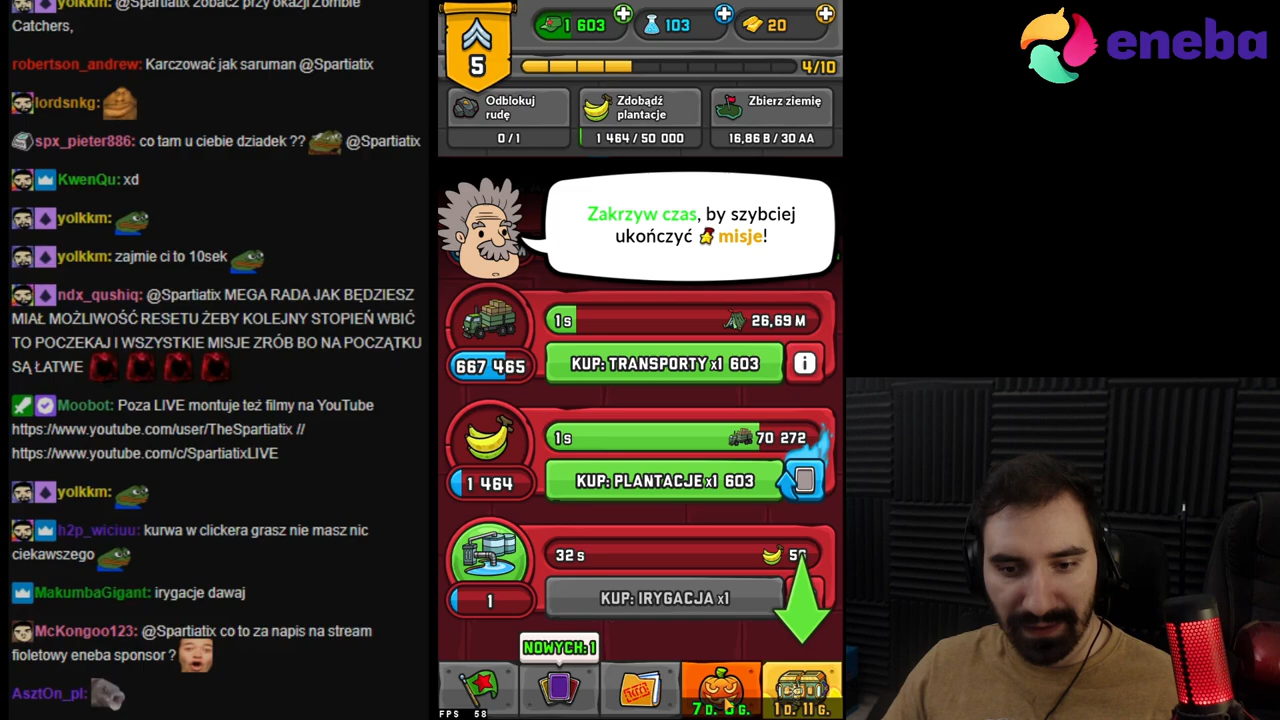 yolkkm: @Spartiatix zobacz przy okazji Zombie
Catchers,
robertson_andrew: Karczować jak saruman @Spartiatix
lordsnkg:
spx_pieter886: co tam u ciebie dziadek ?? @Spartiatix
KwenQu: xd
yolkkm:
yolkkm: zajmie ci to 10sek
ndx_qushiq: @Spartiatix MEGA RADA JAK BĘDZIESZ
MIAŁ MOŻLIWOŚĆ RESETU ŻEBY KOLEJNY STOPIEŃ WBIĆ
TO POCZEKAJ I WSZYSTKIE MISJE ZRÓB BO NA POCZĄTKU
SĄ ŁATWE
Moobot: Poza LIVE montuje też filmy na YouTube
https://www.youtube.com/user/TheSpartiatix //
https://www.youtube.com/c/SpartiatixLIVE
yolkkm:
h2p_wiciuu: kurwa w clickera grasz nie masz nic
ciekawszego
MakumbaGigant: irygacje dawaj
McKongoo123: @Spartiatix co to za napis na stream
fioletowy eneba sponsor ?
AsztOn_pl:
1 603
103
20
5
4/10
Odblokuj
rudę
0/1
Zdobądź
plantacje
1 464/50 000
Zbierz ziemię
16,86 B/30 AA
Zakrzyw czas, by szybciej
ukończyć misje!
1s
26,69 M
667 465
KUP: TRANSPORTY x1 603
i
1s
70 272
1 464
KUP: PLANTACJE x1 603
32 s
1
KUP: IRYGACJA x1
NOWYCH: 1
1 D. 11 G.
FPS 58
eneba